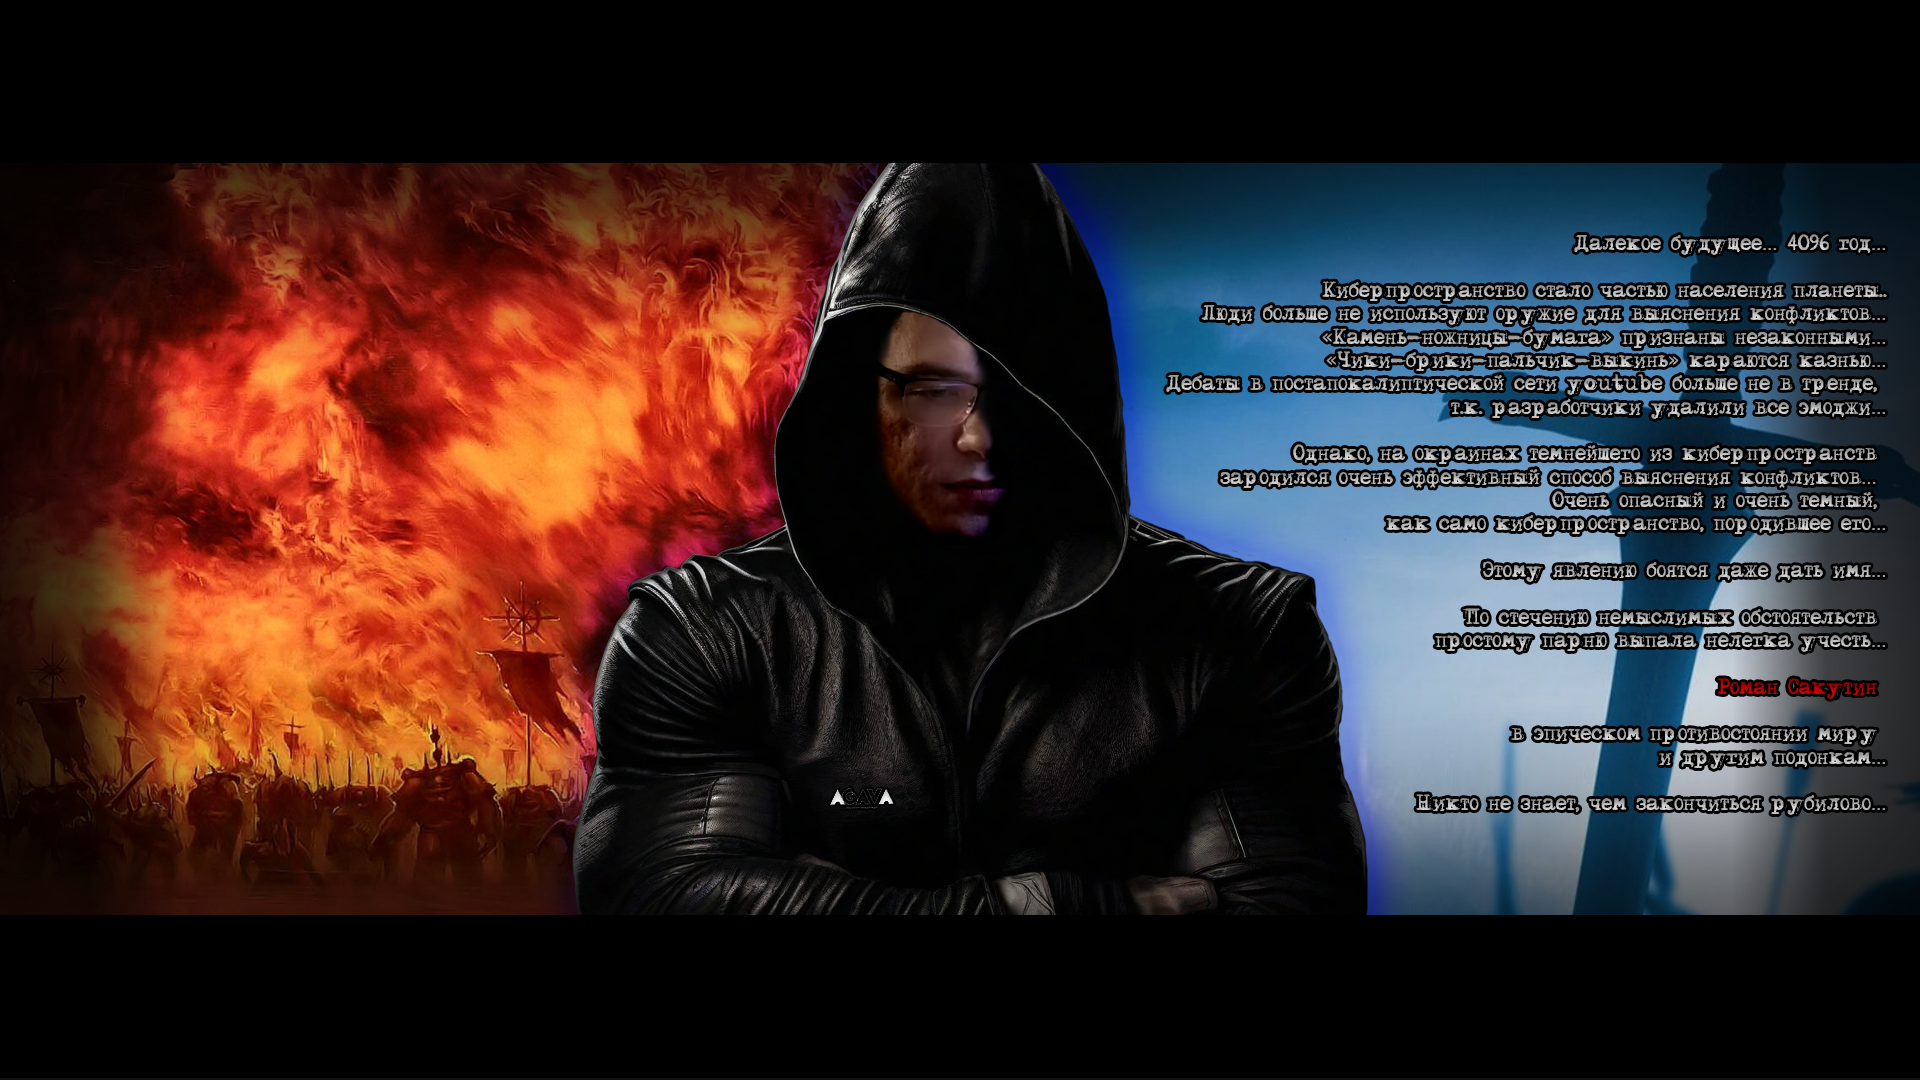 Далекое будущее... 4096 год...
Киберпространство стало частью населения планеты...
Люди больше не используют оружие для выяснения конфликтов...
«Камень-ножницы-бумага» признаны незаконными...
«Чики-брики-пальчик-выкинь» караются казнью...
Дебаты в постапокалиптической сети youtube больше не в тренде,
т.к. разработчики удалили все эмоджи...
Однако, на окраинах темнейшего из киберпространств
зародился очень эффективный способ выяснения конфликтов...
Очень опасный и очень темный,
как само киберпространство, породившее его...
Этому явлению боятся даже дать имя...
По стечению немыслимых обстоятельств
простому парню выпала нелегка учесть...
Роман Сакутин
в эпическом противостоянии миру
и другим подонкам...
Никто не знает, чем закончиться рубилово...
AGAVA